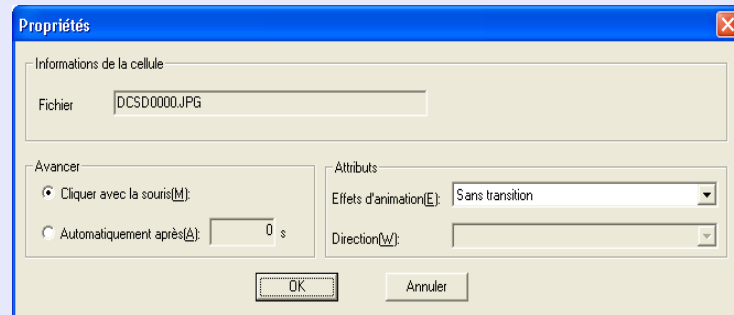 Propriétés
Informations de la cellule
Fichier DCSD0000.JPG
Avancer
Cliquer avec la souris(M):
Automatiquement après(A): 0 s
Attributs
Effets d'animation(E): Sans transition
Direction(W):
OK Annuler